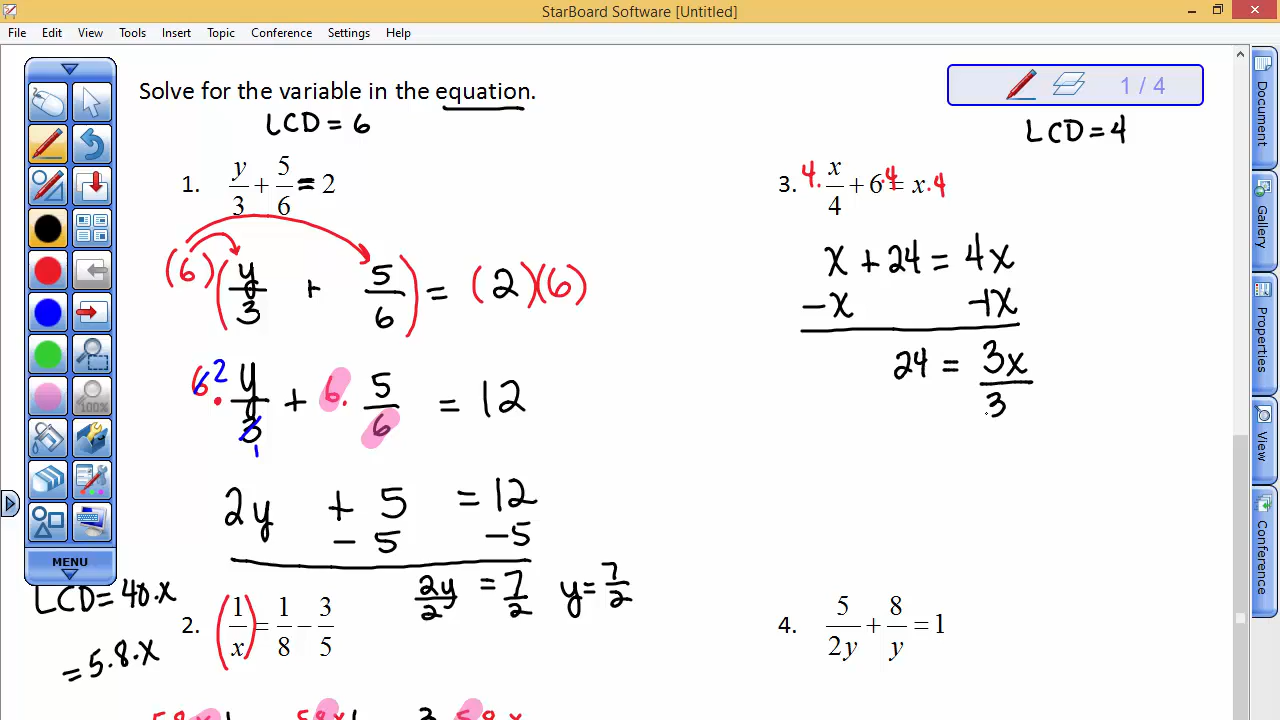 StarBoard Software [Untitled]
File Edit View Tools Insert Topic Conference Settings Help
Solve for the variable in the equation.
1 / 4
LCD = 6
LCD = 4
1. y/3 + 5/6 = 2
3. 4· x/4 + 6·4 = x·4
(6)(y/3 + 5/6) = (2)(6)
x + 24 = 4x
−x −1x
24 = 3x/3
6 2 · y/3 1 + 6 · 5/6 = 12
2y + 5 = 12
− 5 −5
2y/2 = 7/2 y = 7/2
MENU
100%
LCD = 40·x
= 5·8·x
2. (1/x) = 1/8 − 3/5
4. 5/2y + 8/y = 1
Document
Gallery
Properties
View
Conference